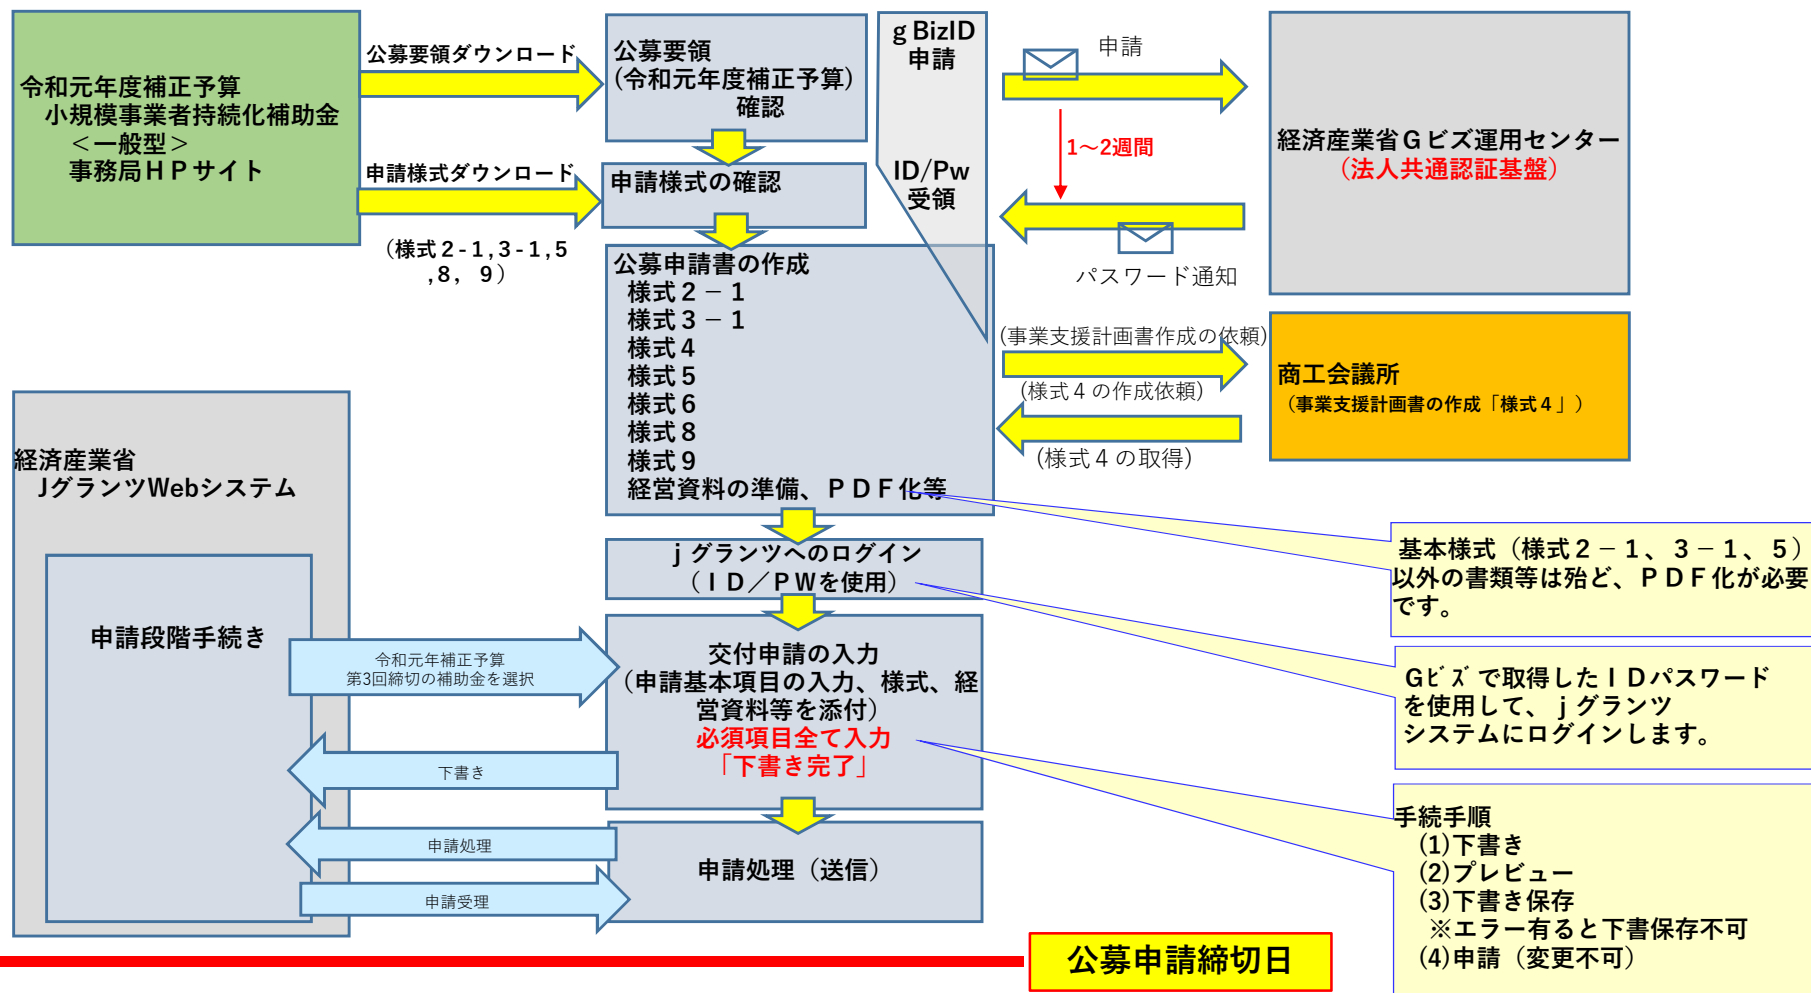 令和元年度補正予算
小規模事業者持続化補助金
＜一般型＞
事務局ＨＰサイト
公募要領ダウンロード
申請様式ダウンロード
（様式２-１,３-１,５
,８，９）
公募要領
(令和元年度補正予算)
確認
申請様式の確認
ｇBizID
申請
ID/Pw
受領
申請
1～2週間
パスワード通知
経済産業省Ｇビズ運用センター
（法人共通認証基盤）
公募申請書の作成
様式２－１
様式３－１
様式４
様式５
様式６
様式８
様式９
経営資料の準備、ＰＤＦ化等
(事業支援計画書作成の依頼)
(様式４の作成依頼)
(様式４の取得)
商工会議所
（事業支援計画書の作成「様式４」）
経済産業省
JグランツWebシステム
申請段階手続き
ｊグランツへのログイン
（ＩＤ／ＰＷを使用）
令和元年補正予算
第3回締切の補助金を選択
交付申請の入力
（申請基本項目の入力、様式、経
営資料等を添付）
必須項目全て入力
「下書き完了」
下書き
申請処理
申請受理
申請処理（送信）
基本様式（様式２－１、３－１、５）
以外の書類等は殆ど、ＰＤＦ化が必要
です。
Gﾋﾞｽﾞで取得したＩＤパスワード
を使用して、ｊグランツ
システムにログインします。
手続手順
(1)下書き
(2)プレビュー
(3)下書き保存
※エラー有ると下書保存不可
(4)申請（変更不可）
公募申請締切日